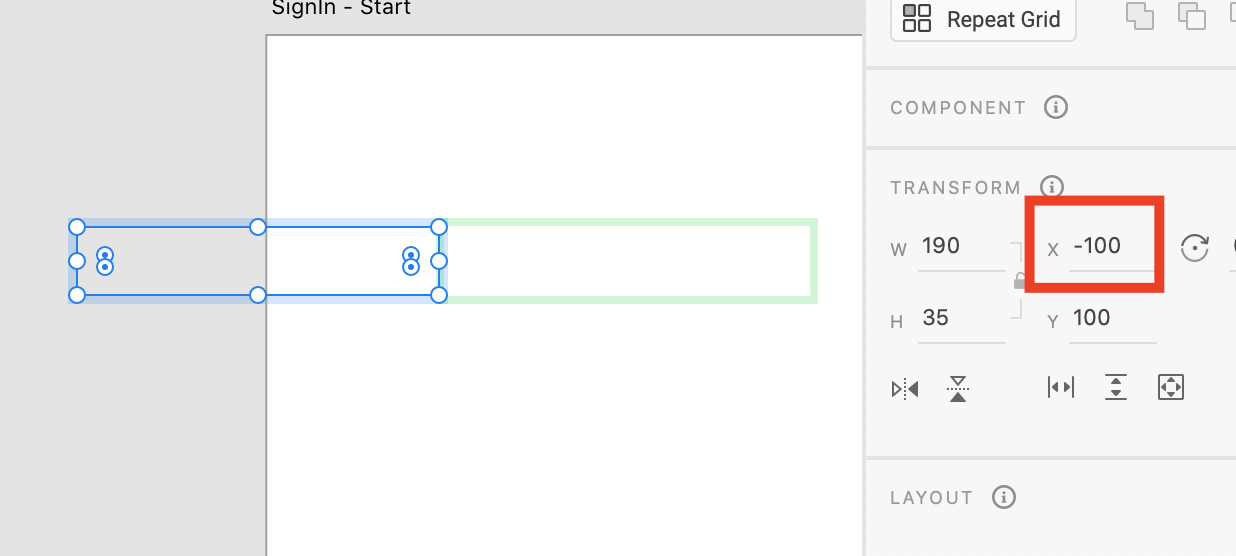 SignIn - Start
Repeat Grid
COMPONENT
TRANSFORM
W 190 X -100
H 35 Y 100
LAYOUT